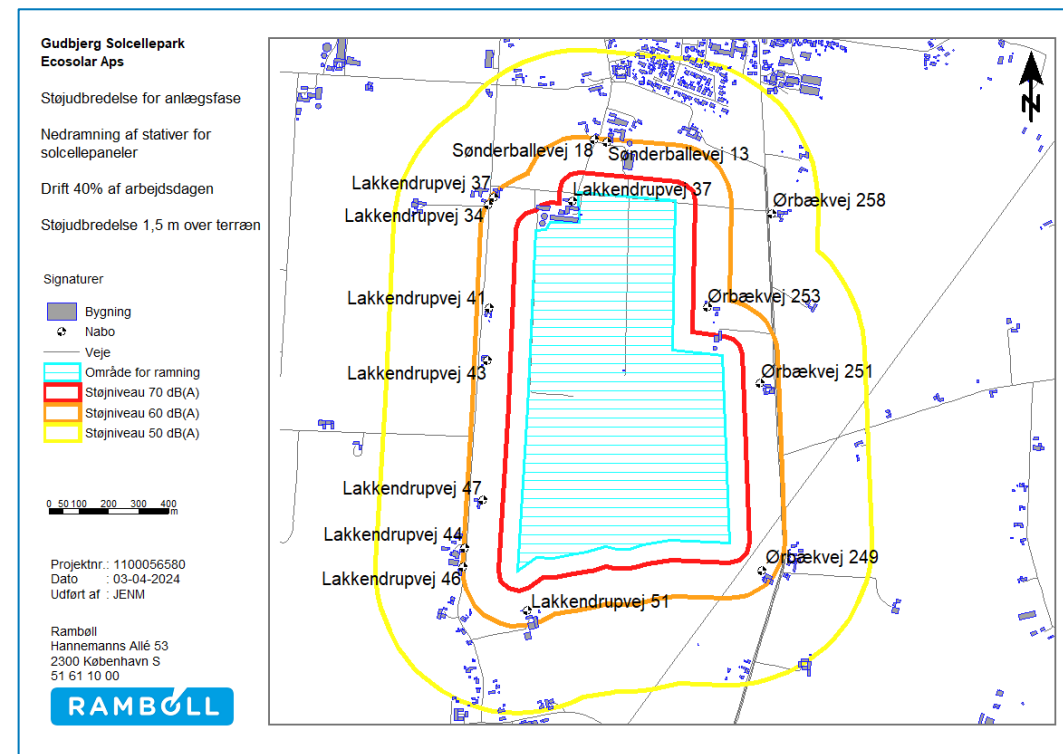 Gudbjerg Solcellepark
Ecosolar Aps
Støjudbredelse for anlægsfase
Nedramning af stativer for
solcellepaneler
Drift 40% af arbejdsdagen
Støjudbredelse 1,5 m over terræn
Signaturer
Bygning
Nabo
Veje
Område for ramning
Støjniveau 70 dB(A)
Støjniveau 60 dB(A)
Støjniveau 50 dB(A)
0 50 100 200 300 400
m
Projektnr.: 1100056580
Dato : 03-04-2024
Udført af : JENM
Rambøll
Hannemanns Allé 53
2300 København S
51 61 10 00
RAMBOLL
N
Sønderballevej 18
Sønderballevej 13
Lakkendrupvej 37
Lakkendrupvej 37
Lakkendrupvej 34
Ørbækvej 258
Lakkendrupvej 41
Ørbækvej 253
Lakkendrupvej 43
Ørbækvej 251
Lakkendrupvej 47
Lakkendrupvej 44
Lakkendrupvej 46
Ørbækvej 249
Lakkendrupvej 51